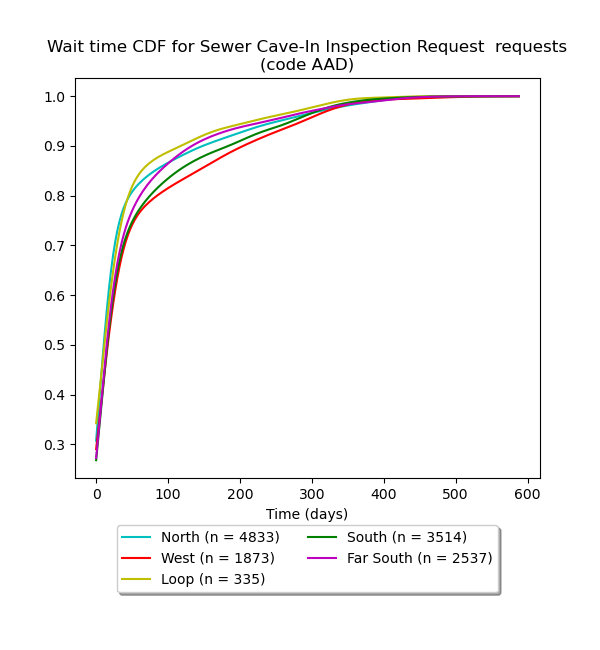 Wait time CDF for Sewer Cave-In Inspection Request  requests
(code AAD)
1.0
0.9
0.8
0.7
0.6
0.5
0.4
0.3
0 100 200 300 400 500 600
Time (days)
North (n = 4833)
West (n = 1873)
Loop (n = 335)
South (n = 3514)
Far South (n = 2537)